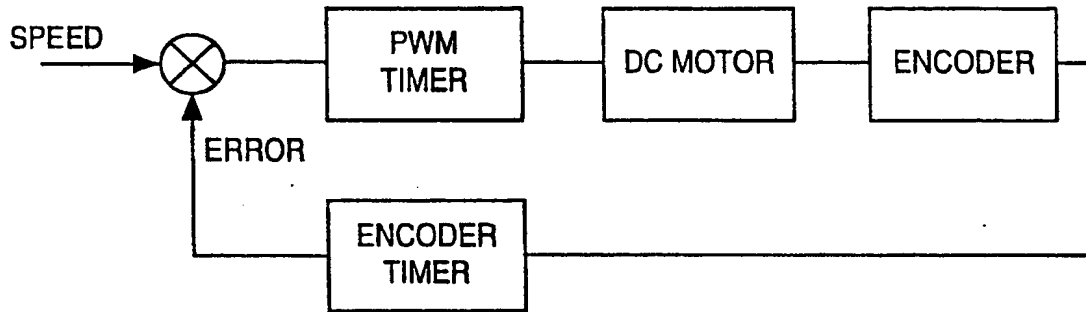 SPEED
PWM
TIMER
DC MOTOR
ENCODER
ERROR
ENCODER
TIMER